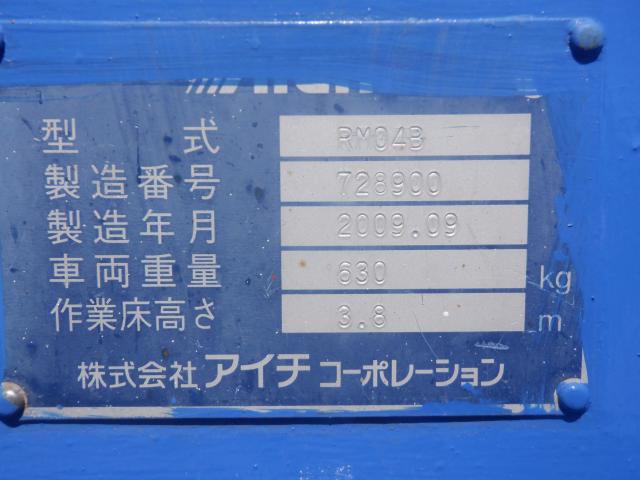 型式 RM04B
製造番号 728900
製造年月 2009.09
車両重量 630 kg
作業床高さ 3.8 m
株式会社 アイチ コーポレーション